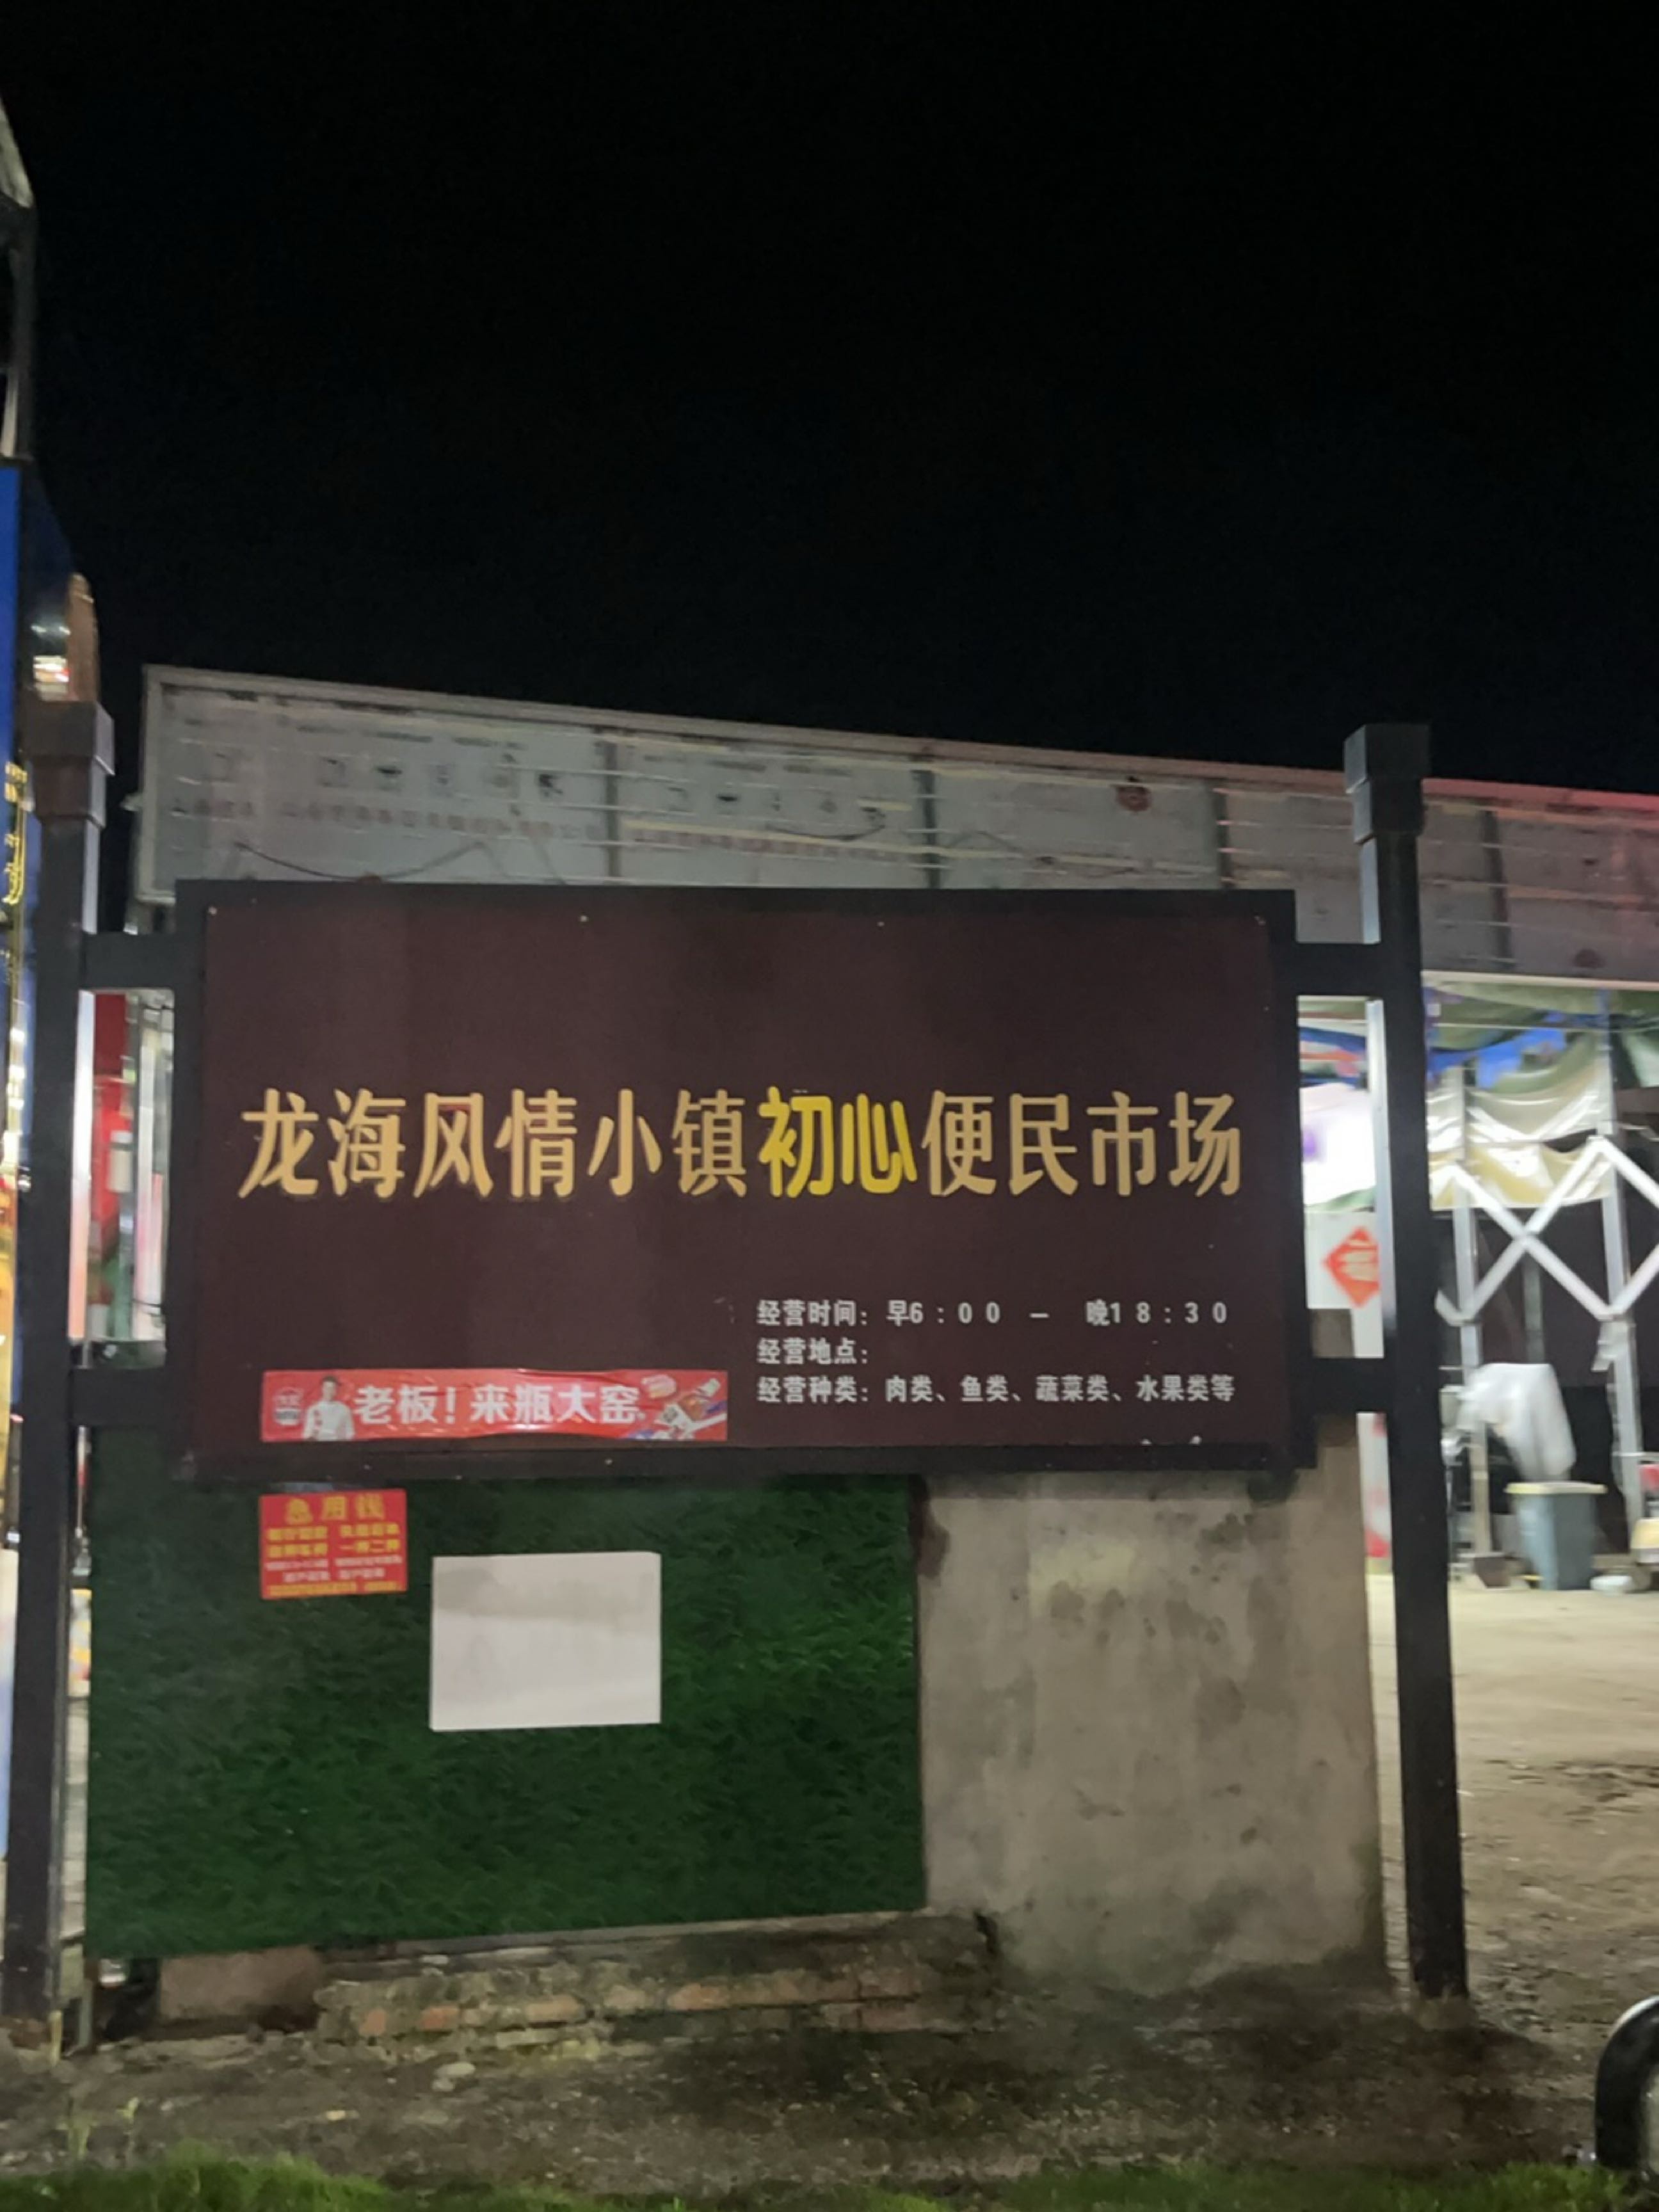 龙海风情小镇初心便民市场
经营时间：早6：00 — 晚18：30
经营地点：
经营种类：肉类、鱼类、蔬菜类、水果类等
老板！来瓶大窑
急用钱